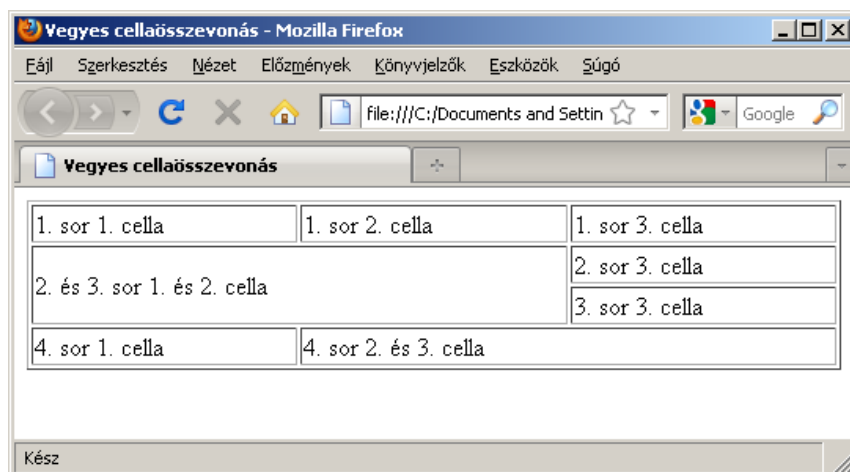 Vegyes cellaösszevonás - Mozilla Firefox
Fájl Szerkesztés Nézet Előzmények Könyvjelzők Eszközök Súgó
file:///C:/Documents and Settin Google
Vegyes cellaösszevonás
1. sor 1. cella 1. sor 2. cella 1. sor 3. cella
2. és 3. sor 1. és 2. cella 2. sor 3. cella
3. sor 3. cella
4. sor 1. cella 4. sor 2. és 3. cella
Kész